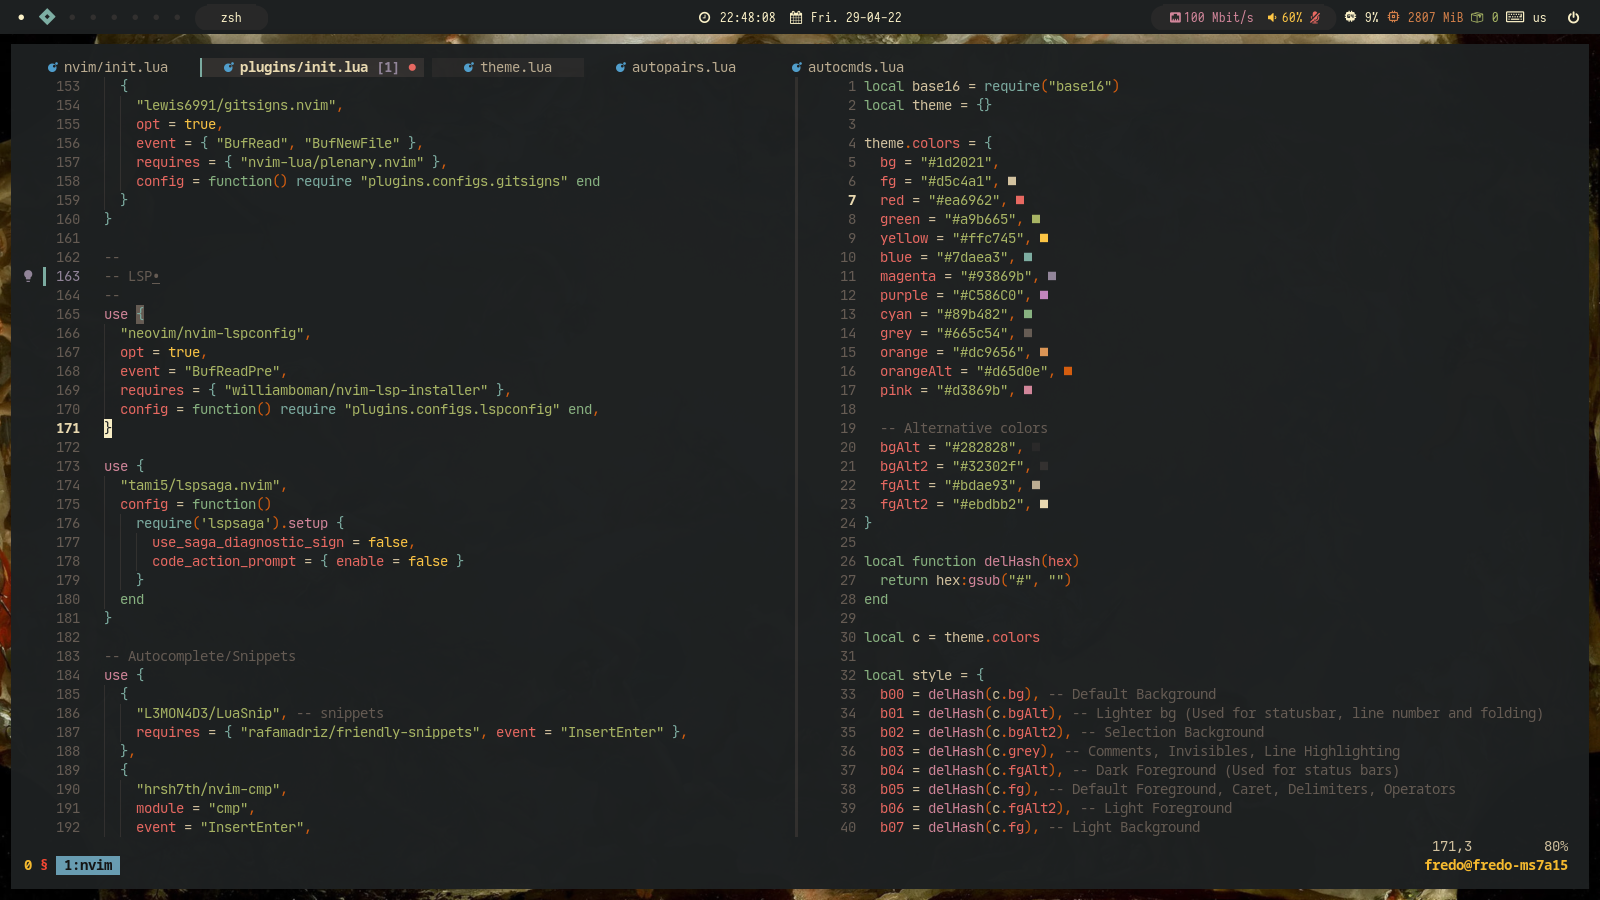 zsh
22:48:08 Fri. 29-04-22
100 Mbit/s 60% 9% 2807 MiB 0 us
nvim/init.lua plugins/init.lua [1] theme.lua autopairs.lua autocmds.lua
153 {
154 "lewis6991/gitsigns.nvim",
155 opt = true,
156 event = { "BufRead", "BufNewFile" },
157 requires = { "nvim-lua/plenary.nvim" },
158 config = function() require "plugins.configs.gitsigns" end
159 }
160 }
161
162 --
163 -- LSP•_
164 --
165 use {
166 "neovim/nvim-lspconfig",
167 opt = true,
168 event = "BufReadPre",
169 requires = { "williamboman/nvim-lsp-installer" },
170 config = function() require "plugins.configs.lspconfig" end,
171 }
172
173 use {
174 "tami5/lspsaga.nvim",
175 config = function()
176 require('lspsaga').setup {
177 use_saga_diagnostic_sign = false,
178 code_action_prompt = { enable = false }
179 }
180 end
181 }
182
183 -- Autocomplete/Snippets
184 use {
185 {
186 "L3MON4D3/LuaSnip", -- snippets
187 requires = { "rafamadriz/friendly-snippets", event = "InsertEnter" },
188 },
189 {
190 "hrsh7th/nvim-cmp",
191 module = "cmp",
192 event = "InsertEnter",
1 local base16 = require("base16")
2 local theme = {}
3
4 theme.colors = {
5 bg = "#1d2021",
6 fg = "#d5c4a1",
7 red = "#ea6962",
8 green = "#a9b665",
9 yellow = "#ffc745",
10 blue = "#7daea3",
11 magenta = "#93869b",
12 purple = "#C586C0",
13 cyan = "#89b482",
14 grey = "#665c54",
15 orange = "#dc9656",
16 orangeAlt = "#d65d0e",
17 pink = "#d3869b",
18
19 -- Alternative colors
20 bgAlt = "#282828",
21 bgAlt2 = "#32302f",
22 fgAlt = "#bdae93",
23 fgAlt2 = "#ebdbb2",
24 }
25
26 local function delHash(hex)
27 return hex:gsub("#", "")
28 end
29
30 local c = theme.colors
31
32 local style = {
33 b00 = delHash(c.bg), -- Default Background
34 b01 = delHash(c.bgAlt), -- Lighter bg (Used for statusbar, line number and folding)
35 b02 = delHash(c.bgAlt2), -- Selection Background
36 b03 = delHash(c.grey), -- Comments, Invisibles, Line Highlighting
37 b04 = delHash(c.fgAlt), -- Dark Foreground (Used for status bars)
38 b05 = delHash(c.fg), -- Default Foreground, Caret, Delimiters, Operators
39 b06 = delHash(c.fgAlt2), -- Light Foreground
40 b07 = delHash(c.fg), -- Light Background
171,3 80%
0 § 1:nvim fredo@fredo-ms7a15